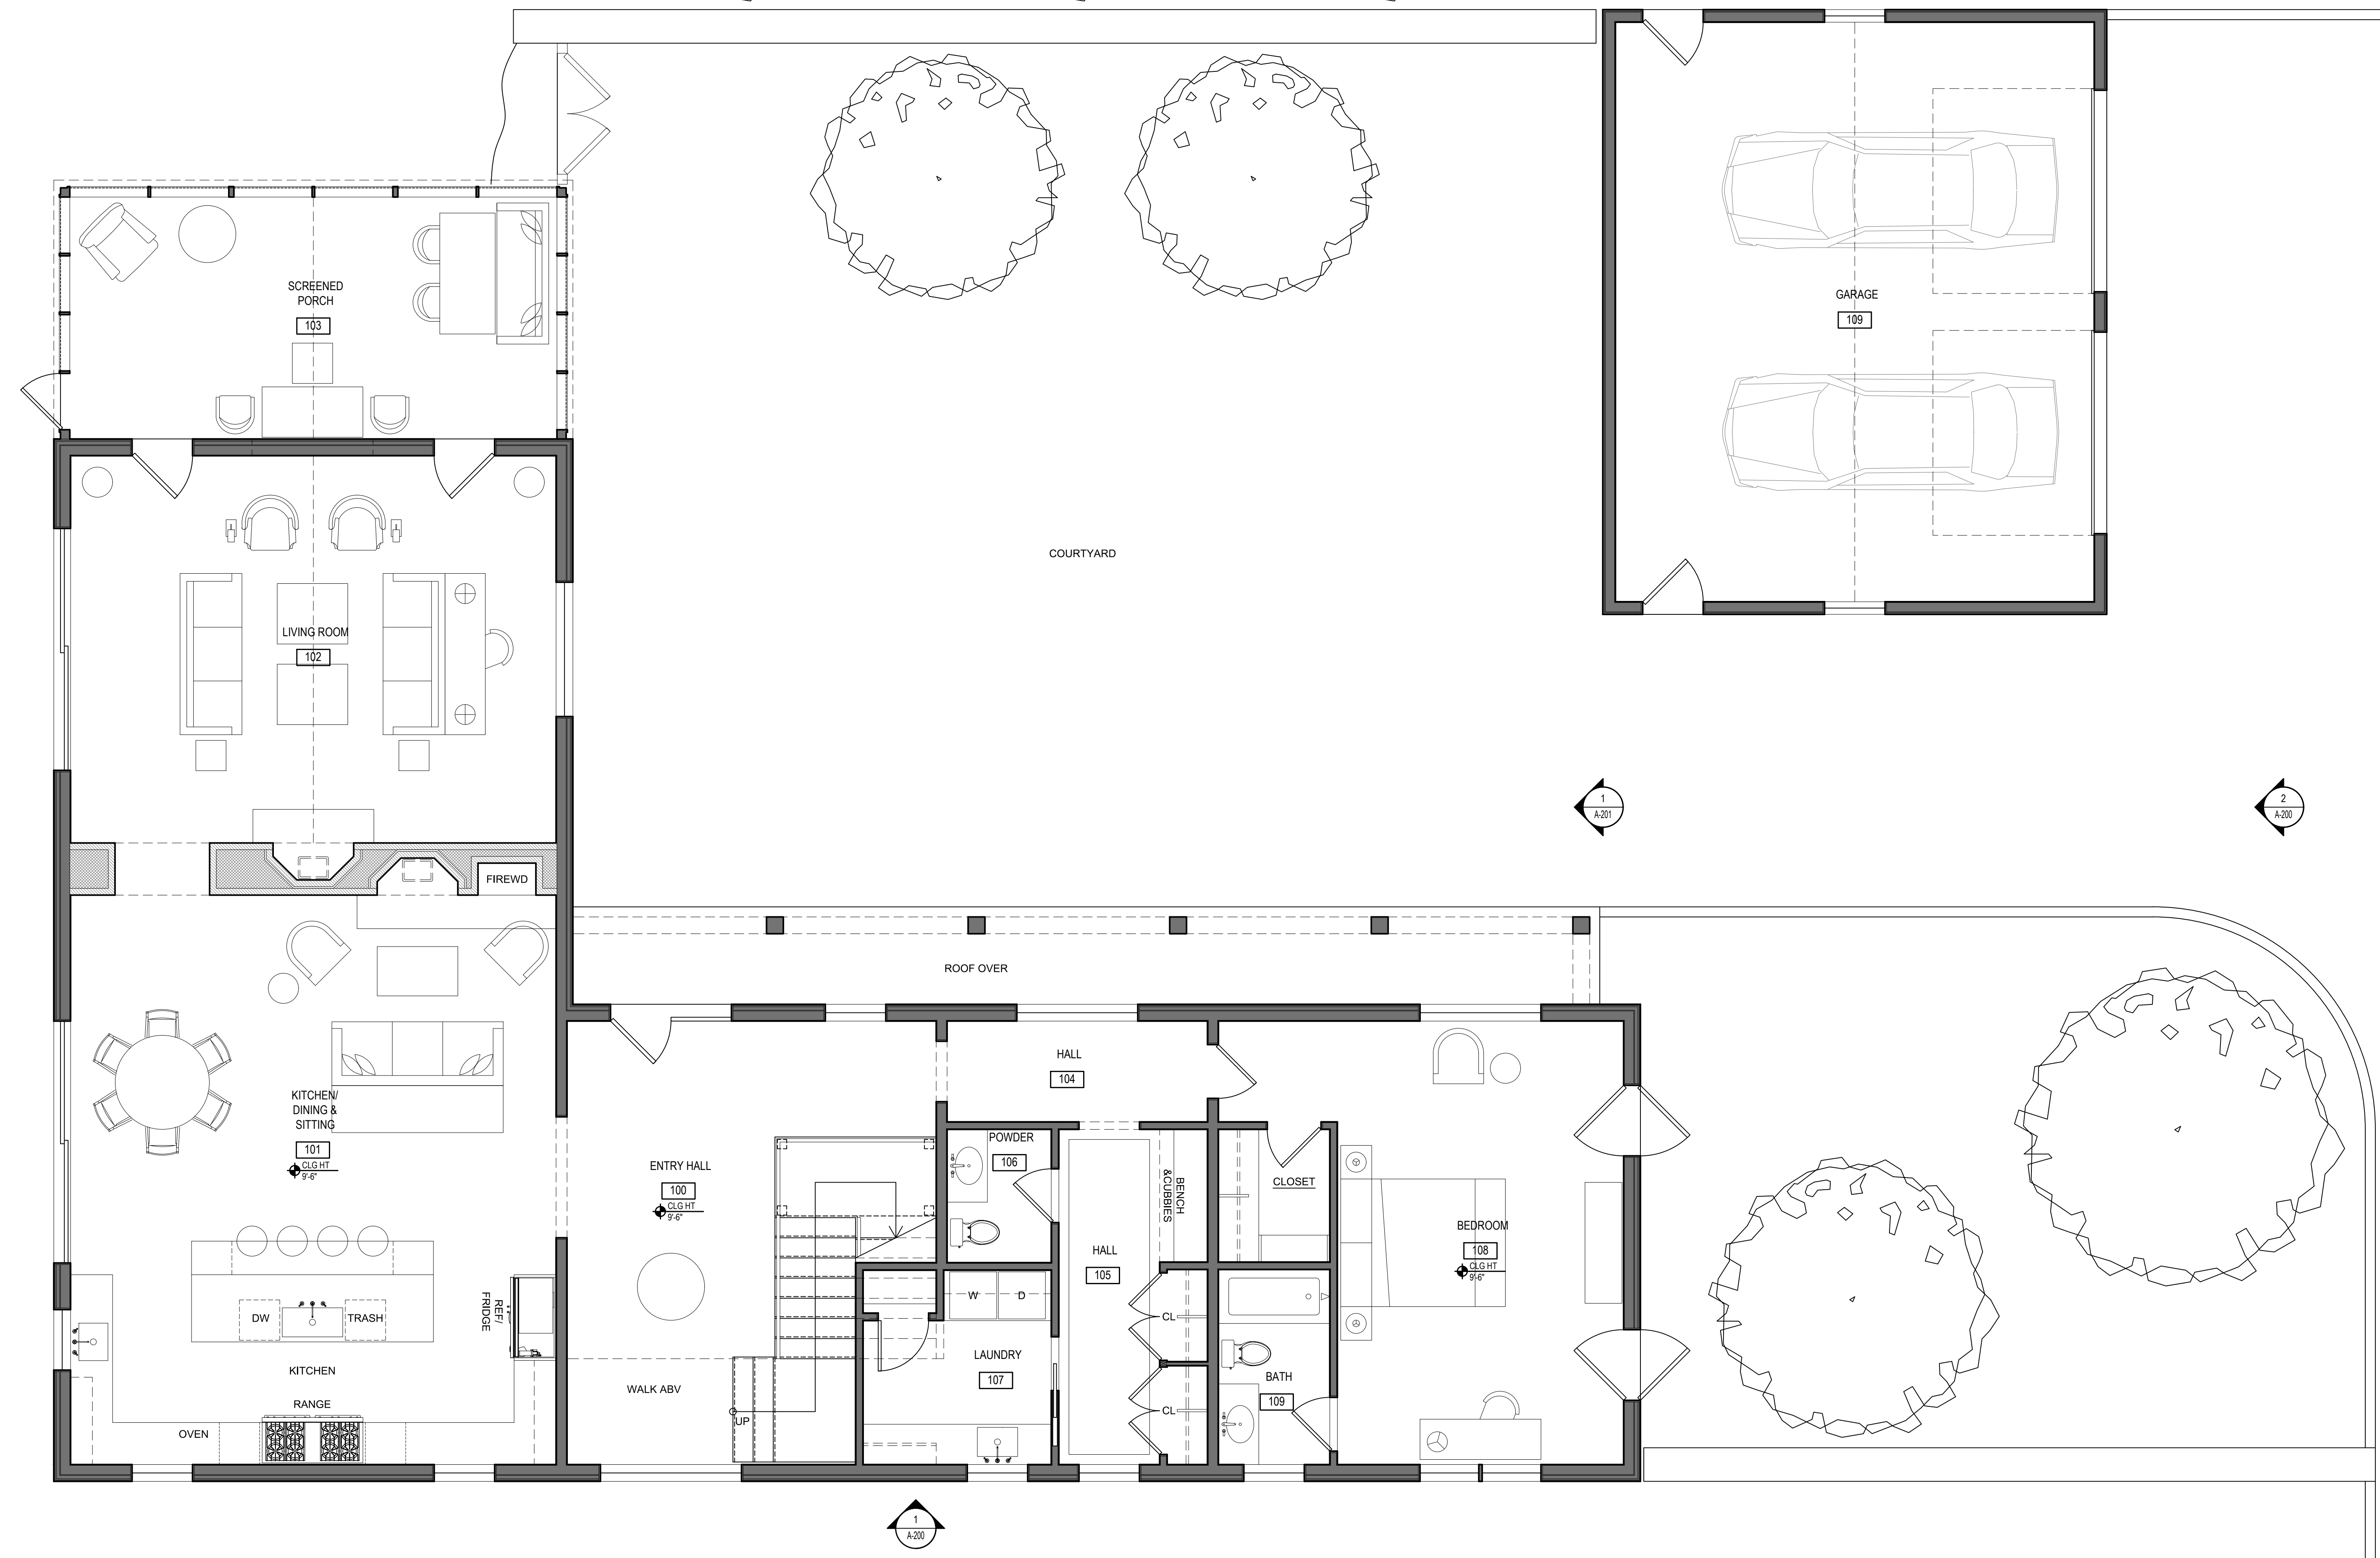 SCREENED
PORCH
103
GARAGE
109
COURTYARD
LIVING ROOM
102
1
A-201
2
A-200
FIREWD
ROOF OVER
HALL
104
KITCHEN/
DINING &
SITTING
101
CLG HT
9'-6"
ENTRY HALL
100
CLG HT
9'-6"
POWDER
106
BENCH
&CUBBIES
CLOSET
BEDROOM
108
CLG HT
9'-6"
HALL
105
W
D
CL
CL
REF/
FRIDGE
DW
TRASH
KITCHEN
RANGE
OVEN
WALK ABV
UP
LAUNDRY
107
BATH
109
1
A-200